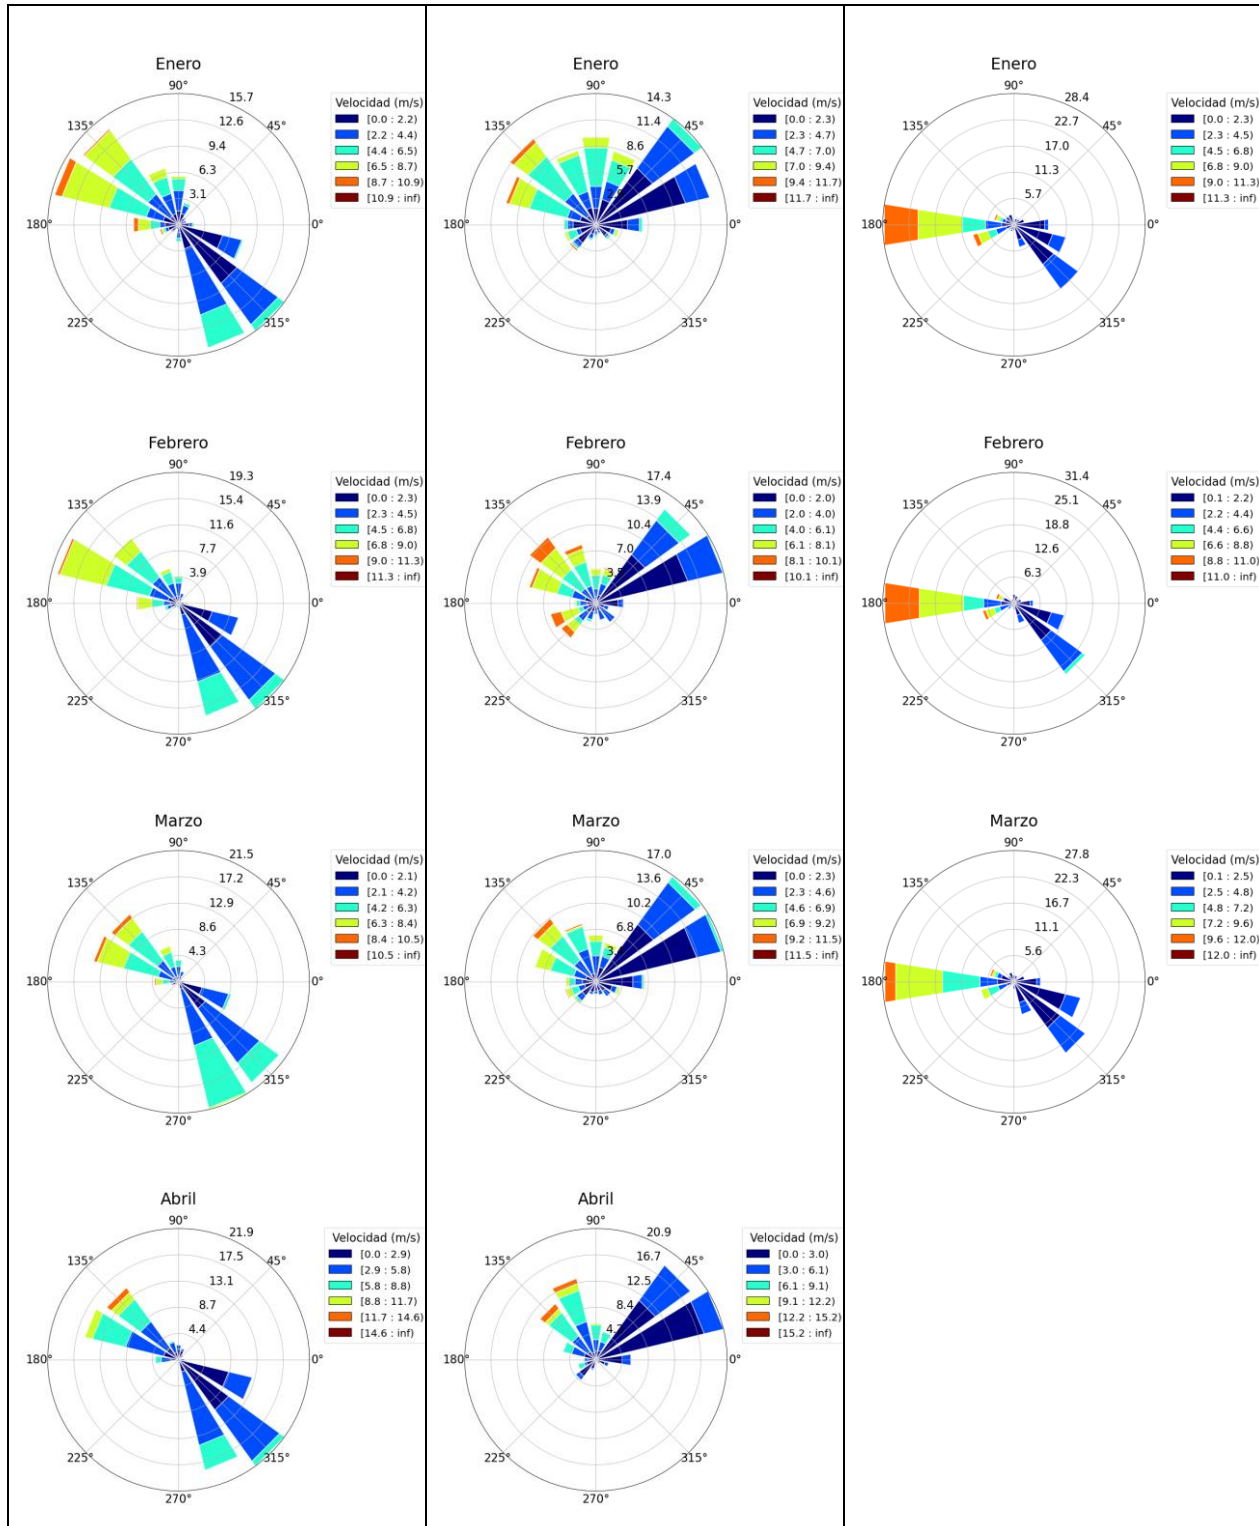 Enero
90°
15.7
12.6
9.4
6.3
3.1
135°
45°
180°
0°
225°
315°
270°
Velocidad (m/s)
[0.0 : 2.2)
[2.2 : 4.4)
[4.4 : 6.5)
[6.5 : 8.7)
[8.7 : 10.9)
[10.9 : inf)
Enero
90°
14.3
11.4
8.6
5.7
135°
45°
180°
0°
225°
315°
270°
Velocidad (m/s)
[0.0 : 2.3)
[2.3 : 4.7)
[4.7 : 7.0)
[7.0 : 9.4)
[9.4 : 11.7)
[11.7 : inf)
Enero
90°
28.4
22.7
17.0
11.3
5.7
135°
45°
180°
0°
225°
315°
270°
Velocidad (m/s)
[0.0 : 2.3)
[2.3 : 4.5)
[4.5 : 6.8)
[6.8 : 9.0)
[9.0 : 11.3)
[11.3 : inf)
Febrero
90°
19.3
15.4
11.6
7.7
3.9
135°
45°
180°
0°
225°
315°
270°
Velocidad (m/s)
[0.0 : 2.3)
[2.3 : 4.5)
[4.5 : 6.8)
[6.8 : 9.0)
[9.0 : 11.3)
[11.3 : inf)
Febrero
90°
17.4
13.9
10.4
7.0
135°
45°
180°
0°
225°
315°
270°
Velocidad (m/s)
[0.0 : 2.0)
[2.0 : 4.0)
[4.0 : 6.1)
[6.1 : 8.1)
[8.1 : 10.1)
[10.1 : inf)
Febrero
90°
31.4
25.1
18.8
12.6
6.3
135°
45°
180°
0°
225°
315°
270°
Velocidad (m/s)
[0.1 : 2.2)
[2.2 : 4.4)
[4.4 : 6.6)
[6.6 : 8.8)
[8.8 : 11.0)
[11.0 : inf)
Marzo
90°
21.5
17.2
12.9
8.6
4.3
135°
45°
180°
0°
225°
315°
270°
Velocidad (m/s)
[0.0 : 2.1)
[2.1 : 4.2)
[4.2 : 6.3)
[6.3 : 8.4)
[8.4 : 10.5)
[10.5 : inf)
Marzo
90°
17.0
13.6
10.2
6.8
135°
45°
180°
0°
225°
315°
270°
Velocidad (m/s)
[0.0 : 2.3)
[2.3 : 4.6)
[4.6 : 6.9)
[6.9 : 9.2)
[9.2 : 11.5)
[11.5 : inf)
Marzo
90°
27.8
22.3
16.7
11.1
5.6
135°
45°
180°
0°
225°
315°
270°
Velocidad (m/s)
[0.1 : 2.5)
[2.5 : 4.8)
[4.8 : 7.2)
[7.2 : 9.6)
[9.6 : 12.0)
[12.0 : inf)
Abril
90°
21.9
17.5
13.1
8.7
4.4
135°
45°
180°
0°
225°
315°
270°
Velocidad (m/s)
[0.0 : 2.9)
[2.9 : 5.8)
[5.8 : 8.8)
[8.8 : 11.7)
[11.7 : 14.6)
[14.6 : inf)
Abril
90°
20.9
16.7
12.5
8.4
135°
45°
180°
0°
225°
315°
270°
Velocidad (m/s)
[0.0 : 3.0)
[3.0 : 6.1)
[6.1 : 9.1)
[9.1 : 12.2)
[12.2 : 15.2)
[15.2 : inf)